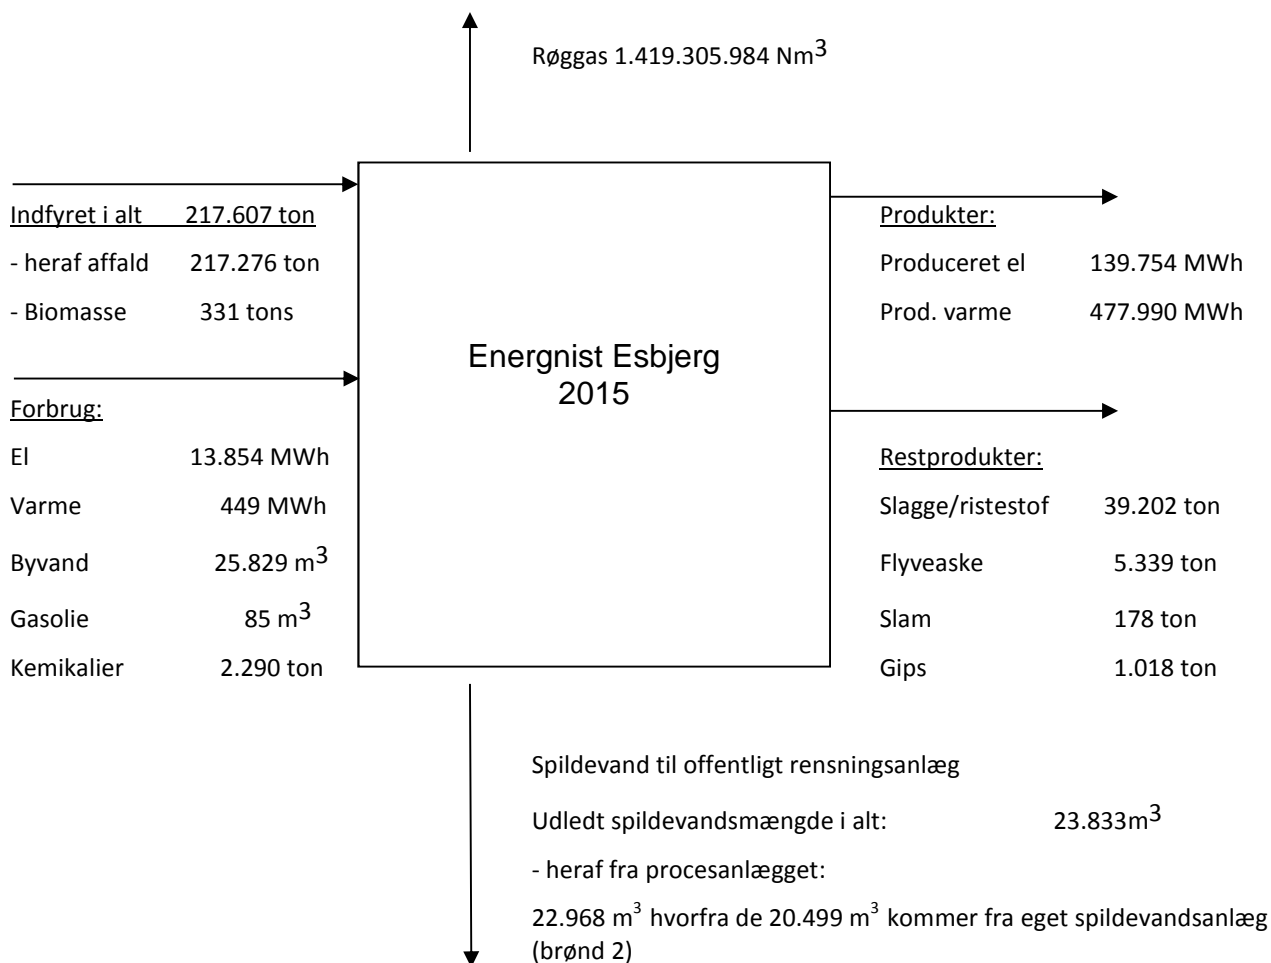 Røggas 1.419.305.984 Nm³
Indfyret i alt 217.607 ton
- heraf affald 217.276 ton
- Biomasse 331 tons
Forbrug:
El 13.854 MWh
Varme 449 MWh
Byvand 25.829 m³
Gasolie 85 m³
Kemikalier 2.290 ton
Energnist Esbjerg
2015
Produkter:
Produceret el 139.754 MWh
Prod. varme 477.990 MWh
Restprodukter:
Slagge/ristestof 39.202 ton
Flyveaske 5.339 ton
Slam 178 ton
Gips 1.018 ton
Spildevand til offentligt rensningsanlæg
Udledt spildevandsmængde i alt: 23.833m³
- heraf fra procesanlægget:
22.968 m³ hvorfra de 20.499 m³ kommer fra eget spildevandsanlæg
(brønd 2)